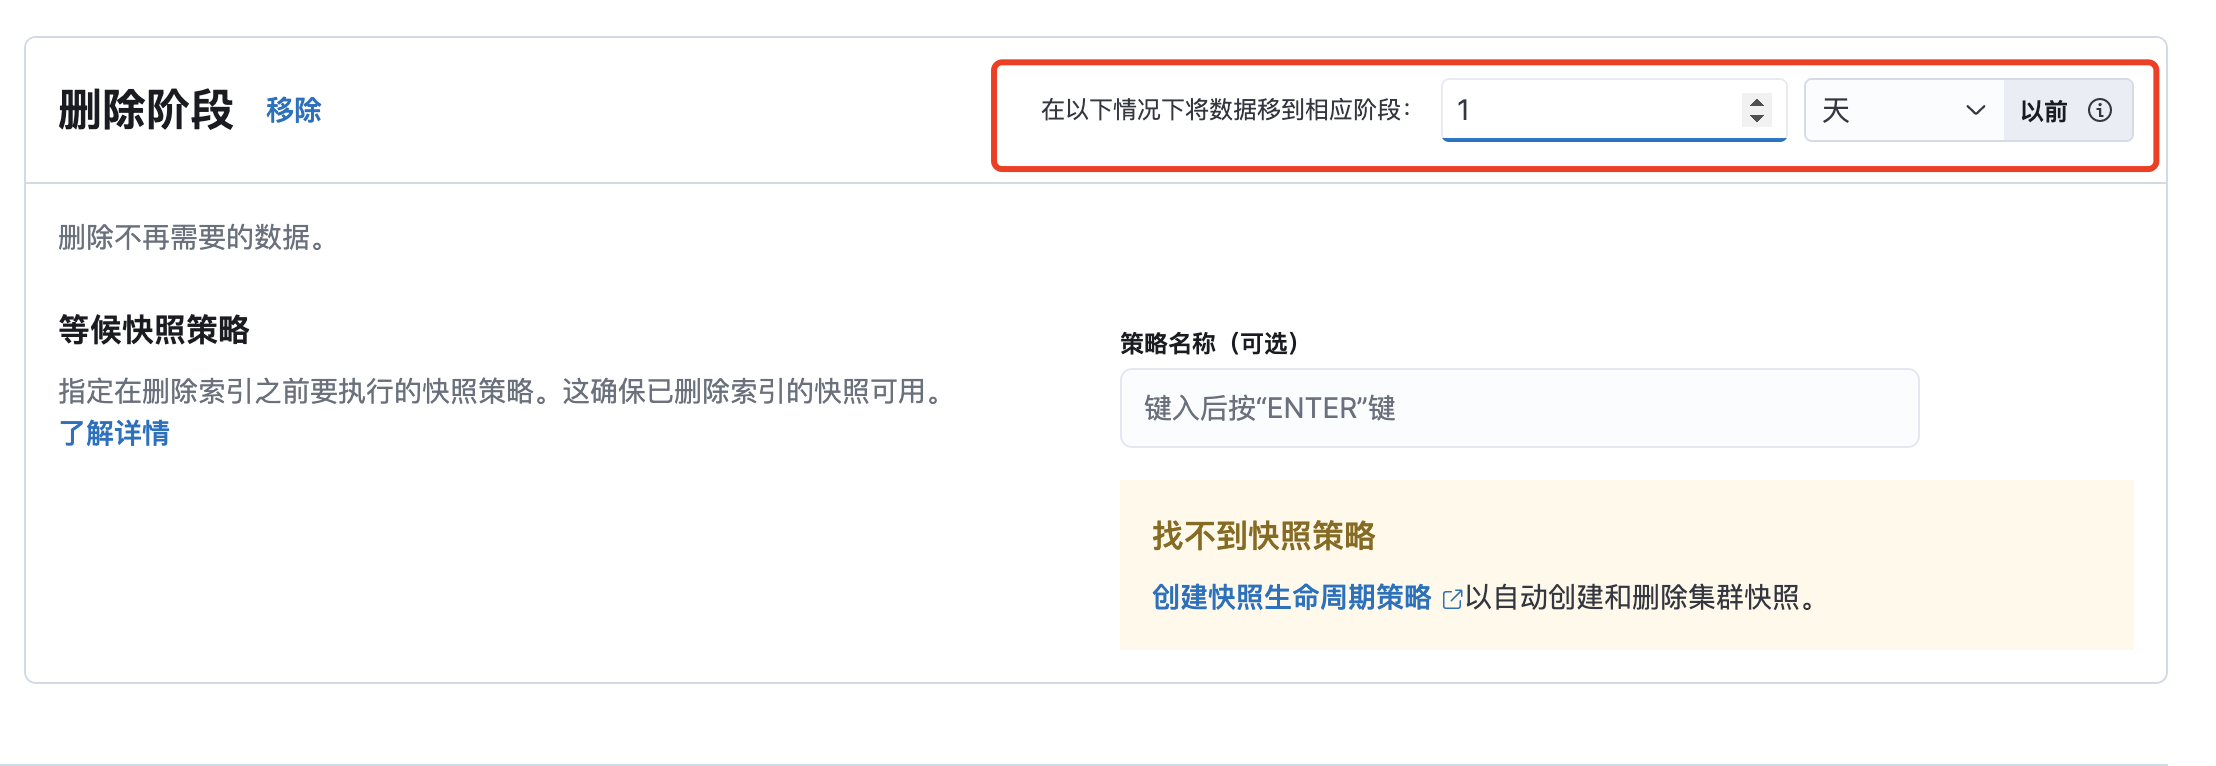 删除阶段 移除
在以下情况下将数据移到相应阶段： 1 天 以前
删除不再需要的数据。
等候快照策略
指定在删除索引之前要执行的快照策略。这确保已删除索引的快照可用。
了解详情
策略名称（可选）
键入后按“ENTER”键
找不到快照策略
创建快照生命周期策略 以自动创建和删除集群快照。